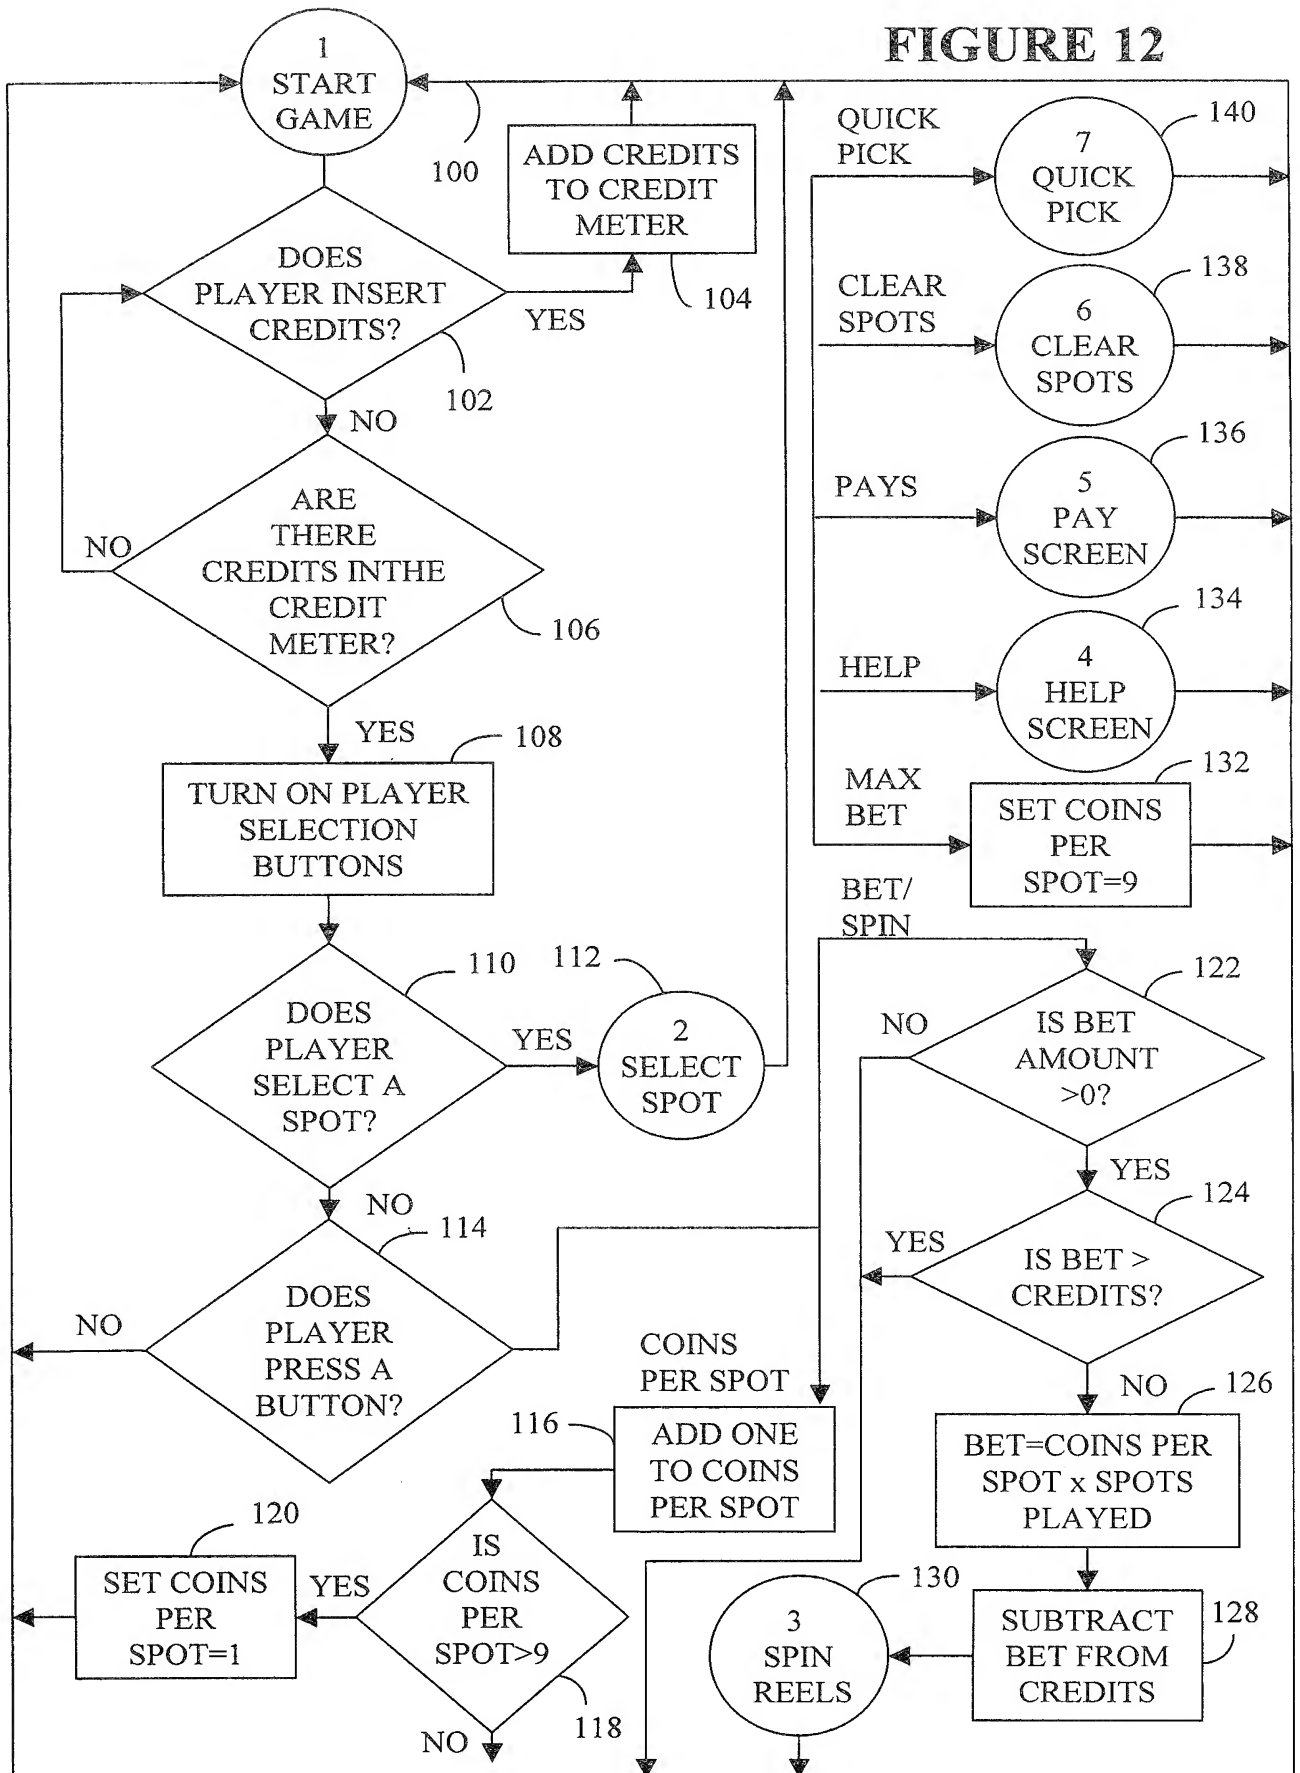 FIGURE 12
1
START
GAME
100
ADD CREDITS
TO CREDIT
METER
104
DOES
PLAYER INSERT
CREDITS?
YES
102
NO
ARE
THERE
CREDITS INTHE
CREDIT
METER?
NO
106
YES
108
TURN ON PLAYER
SELECTION
BUTTONS
110
DOES
PLAYER
SELECT A
SPOT?
YES
112
2
SELECT
SPOT
NO
114
DOES
PLAYER
PRESS A
BUTTON?
NO
COINS
PER SPOT
116
ADD ONE
TO COINS
PER SPOT
IS
COINS
PER
SPOT>9
118
YES
NO
120
SET COINS
PER
SPOT=1
QUICK
PICK
7
QUICK
PICK
140
CLEAR
SPOTS
6
CLEAR
SPOTS
138
PAYS
5
PAY
SCREEN
136
HELP
4
HELP
SCREEN
134
MAX
BET
SET COINS
PER
SPOT=9
132
BET/
SPIN
122
IS BET
AMOUNT
>0?
NO
YES
124
IS BET >
CREDITS?
YES
NO
126
BET=COINS PER
SPOT x SPOTS
PLAYED
SUBTRACT
BET FROM
CREDITS
128
130
3
SPIN
REELS